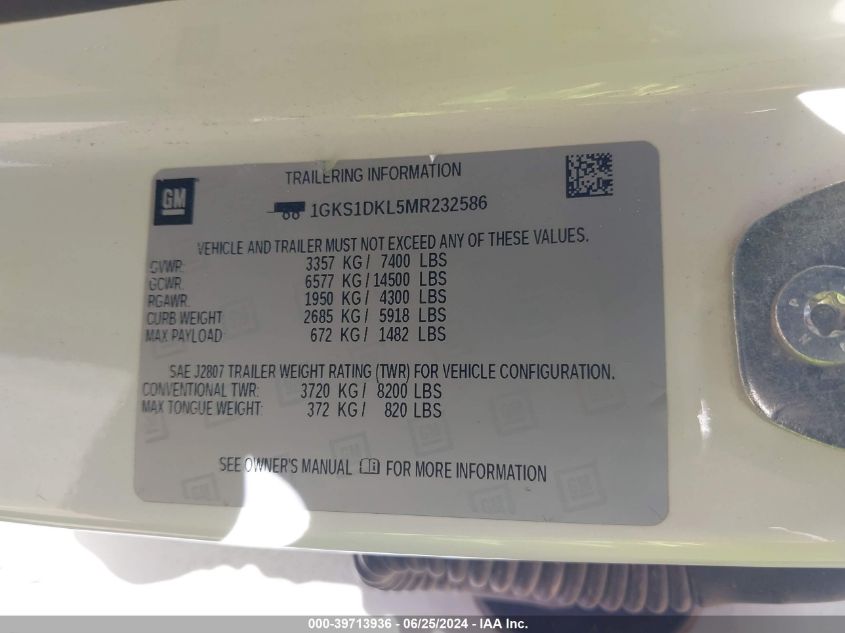 GM
TRAILERING INFORMATION
1GKS1DKL5MR232586
VEHICLE AND TRAILER MUST NOT EXCEED ANY OF THESE VALUES.
GVWR: 3357 KG / 7400 LBS
GCWR: 6577 KG / 14500 LBS
RGAWR: 1950 KG / 4300 LBS
CURB WEIGHT: 2685 KG / 5918 LBS
MAX PAYLOAD: 672 KG / 1482 LBS
SAE J2807 TRAILER WEIGHT RATING (TWR) FOR VEHICLE CONFIGURATION.
CONVENTIONAL TWR: 3720 KG / 8200 LBS
MAX TONGUE WEIGHT: 372 KG / 820 LBS
SEE OWNER'S MANUAL FOR MORE INFORMATION
000-39713936 - 06/25/2024 - IAA Inc.